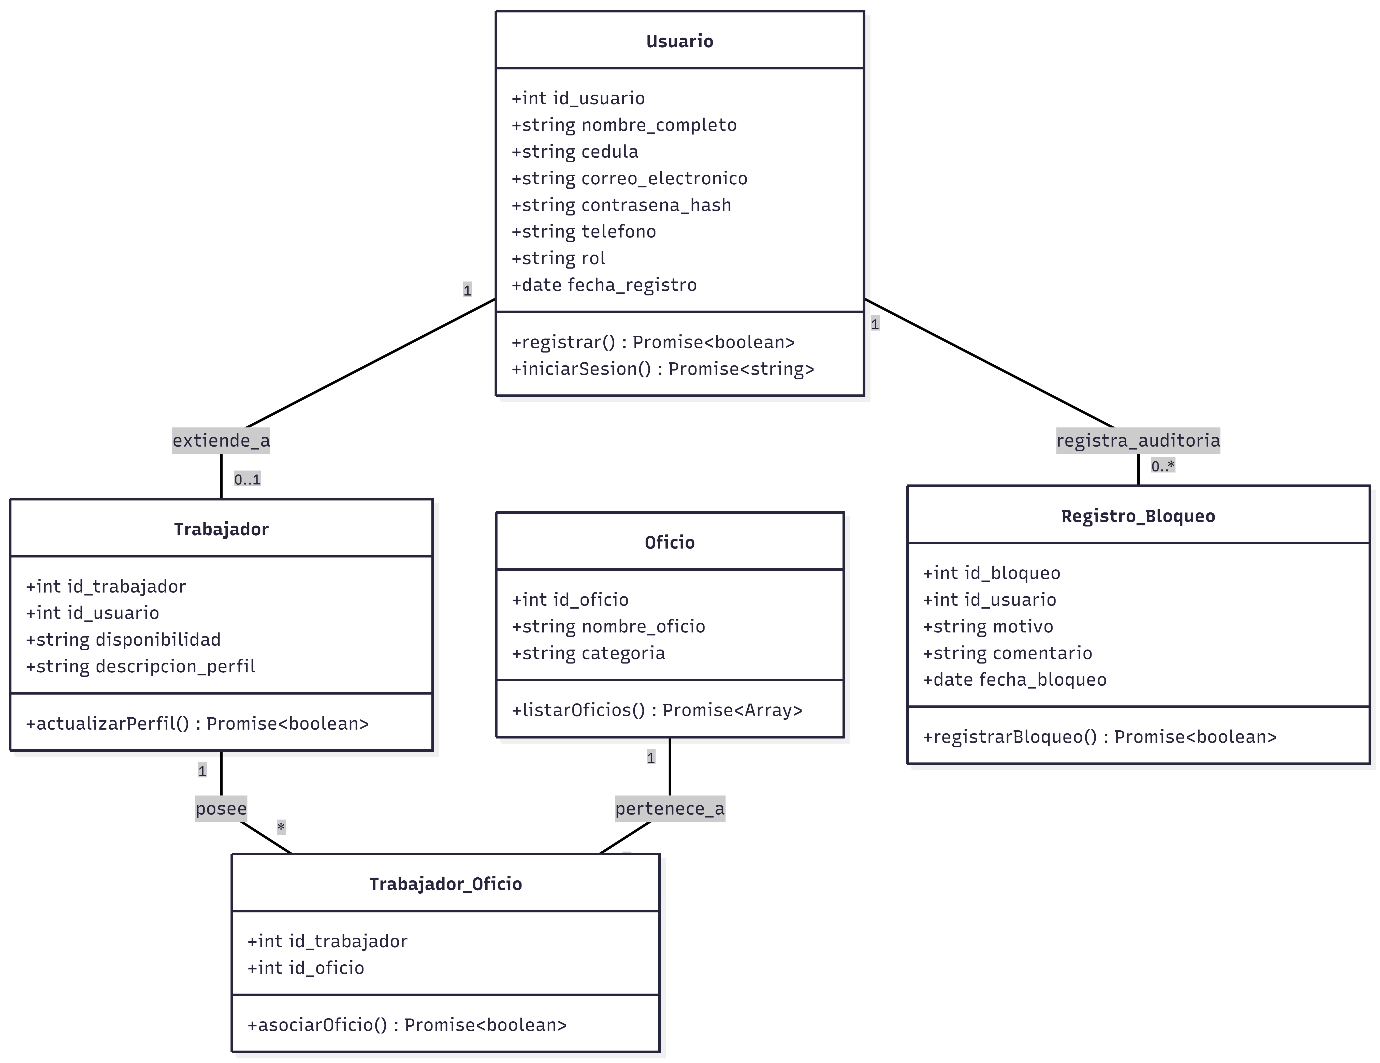 Usuario
+int id_usuario
+string nombre_completo
+string cedula
+string correo_electronico
+string contrasena_hash
+string telefono
+string rol
+date fecha_registro
+registrar() : Promise<boolean>
+iniciarSesion() : Promise<string>
1
1
extiende_a
registra_auditoria
0..1
0..*
Trabajador
+int id_trabajador
+int id_usuario
+string disponibilidad
+string descripcion_perfil
+actualizarPerfil() : Promise<boolean>
Oficio
+int id_oficio
+string nombre_oficio
+string categoria
+listarOficios() : Promise<Array>
Registro_Bloqueo
+int id_bloqueo
+int id_usuario
+string motivo
+string comentario
+date fecha_bloqueo
+registrarBloqueo() : Promise<boolean>
1
1
posee
pertenece_a
*
Trabajador_Oficio
+int id_trabajador
+int id_oficio
+asociarOficio() : Promise<boolean>